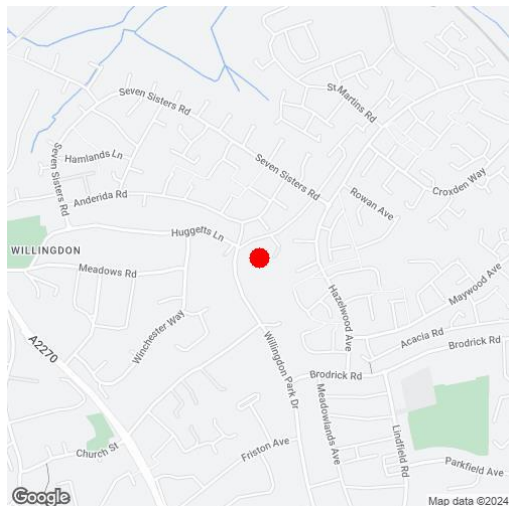 St Martins Rd
Seven Sisters Rd
Hamlands Ln
Seven Sisters Rd
Seven Sisters Rd
Croxden Way
Anderida Rd
Rowan Ave
Huggetts Ln
WILLINGDON
Meadows Rd
Maywood Ave
Hazelwood Ave
Winchester Way
A2270
Acacia Rd
Brodrick Rd
Willingdon Park Dr
Brodrick Rd
Meadowlands Ave
Lindfield Rd
Friston Ave
Church St
Parkfield Ave
Google
Map data ©2024